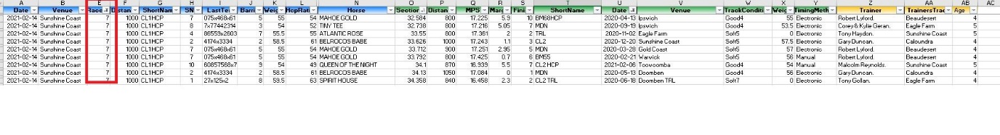 A B E F G H I J K L N O P Q R S T U V W X Y Z AA AB AC
Date Venue Race Distan ShortNam SN LastTe Barri Weig HopRat Horse Section Distan MPS Marg Fini ShortName Date Venue TrackConditi Weig TimingMeth Trainer TrainersTrac Age
2021-02-14 Sunshine Coast 7 1000 CL1HCP 7 075x468x61 5 55 54 MAHOE GOLD 32.584 800 17.225 5.9 10 BM68HCP 2020-04-13 Ipswich Good4 55 Electronic Robert Lyford. Beaudesert 4
2021-02-14 Sunshine Coast 7 1000 CL1HCP 8 7x77442314 3 54 52 TINY TEE 32.738 800 17.216 5.05 7 MDN 2020-09-19 Ipswich Good4 53.5 Electronic Corey & Kylie Geran. Eagle Farm 5
2021-02-14 Sunshine Coast 7 1000 CL1HCP 4 86559x2603 7 55.5 55 ATLANTIC ROSE 33.55 800 17.361 2 2 TRL 2020-11-02 Eagle Farm Soft5 0 Electronic Tony Haydon. Sunshine Coast 5
2021-02-14 Sunshine Coast 7 1000 CL1HCP 2 4174x3334 2 58.5 61 BELROCOS BABE 33.626 1000 17.243 1.1 3 CL2 2020-12-20 Sunshine Coast Soft5 57.5 Electronic Gary Duncan. Caloundra 4
2021-02-14 Sunshine Coast 7 1000 CL1HCP 7 075x468x61 5 55 54 MAHOE GOLD 33.712 900 17.251 2.95 5 MDN 2020-03-28 Gold Coast Soft5 57 Electronic Robert Lyford. Beaudesert 4
2021-02-14 Sunshine Coast 7 1000 CL1HCP 7 075x468x61 5 55 54 MAHOE GOLD 33.792 800 17.425 0.7 6 BM55 2020-02-21 Warwick Good4 56 Manual Robert Lyford. Beaudesert 4
2021-02-14 Sunshine Coast 7 1000 CL1HCP 10 60857568x7 9 54 49 QUEEN OF THE NIGHT 34.1 870 16.939 5.5 7 CL2 HCP 2021-02-06 Toowoomba Good4 54 Manual Malcolm Reynolds. Sunshine Coast 5
2021-02-14 Sunshine Coast 7 1000 CL1HCP 2 4174x3334 2 58.5 61 BELROCOS BABE 34.13 1050 17.084 0 1 MDN 2020-05-13 Doomben Good4 56 Electronic Gary Duncan. Caloundra 4
2021-02-14 Sunshine Coast 7 1000 CL1HCP 1 27x125x2 8 59.5 63 SPIRIT HOUSE 34.358 840 16.458 2.3 2 CL2 TRL 2020-06-18 Doomben TRL Soft7 0 Electronic Tony Gollan. Eagle Farm 4